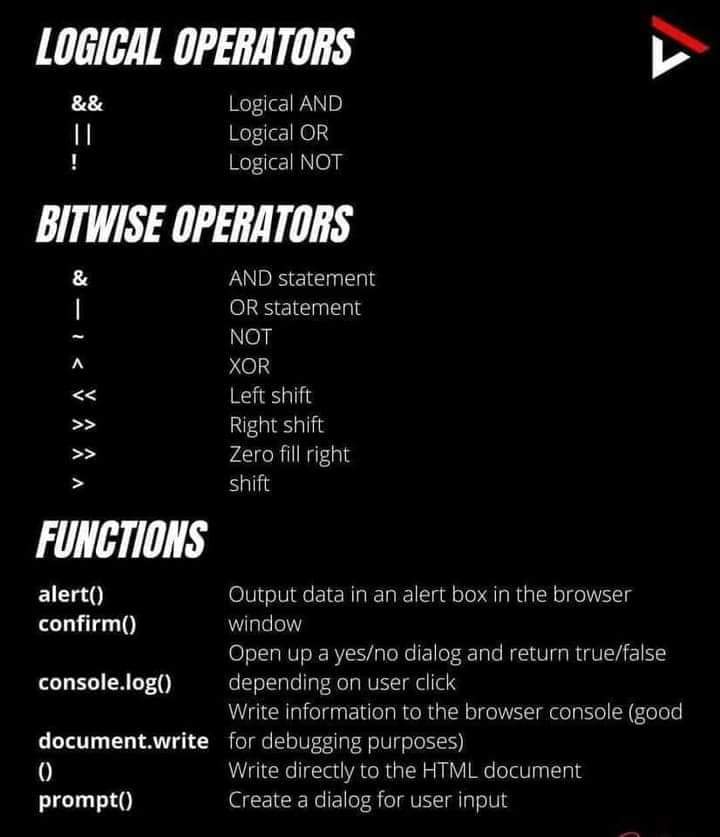 LOGICAL OPERATORS
&& Logical AND
|| Logical OR
! Logical NOT
BITWISE OPERATORS
& AND statement
| OR statement
~ NOT
^ XOR
<< Left shift
>> Right shift
>> Zero fill right
> shift
FUNCTIONS
alert() Output data in an alert box in the browser
confirm() window
Open up a yes/no dialog and return true/false
console.log() depending on user click
Write information to the browser console (good
document.write for debugging purposes)
() Write directly to the HTML document
prompt() Create a dialog for user input